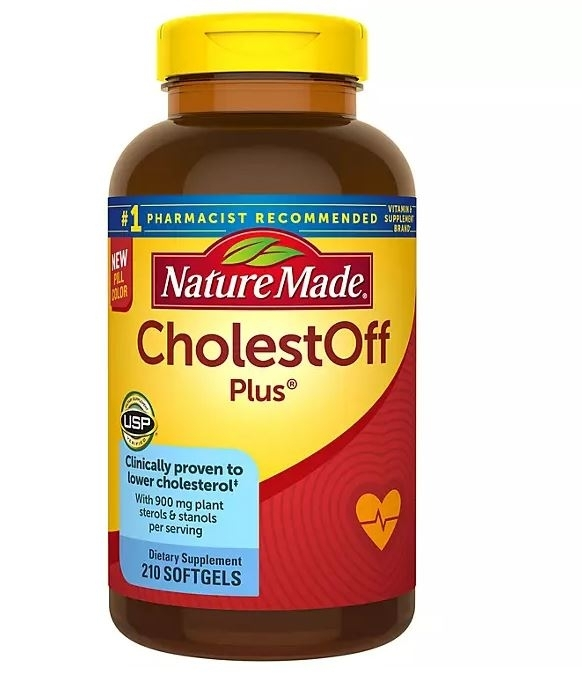 #1 PHARMACIST RECOMMENDED VITAMIN & SUPPLEMENT BRAND
NEW PILL COLOR
Nature Made®
CholestOff
Plus®
USP
VERIFIED
Clinically proven to
lower cholesterol‡
With 900 mg plant
sterols & stanols
per serving
Dietary Supplement
210 SOFTGELS